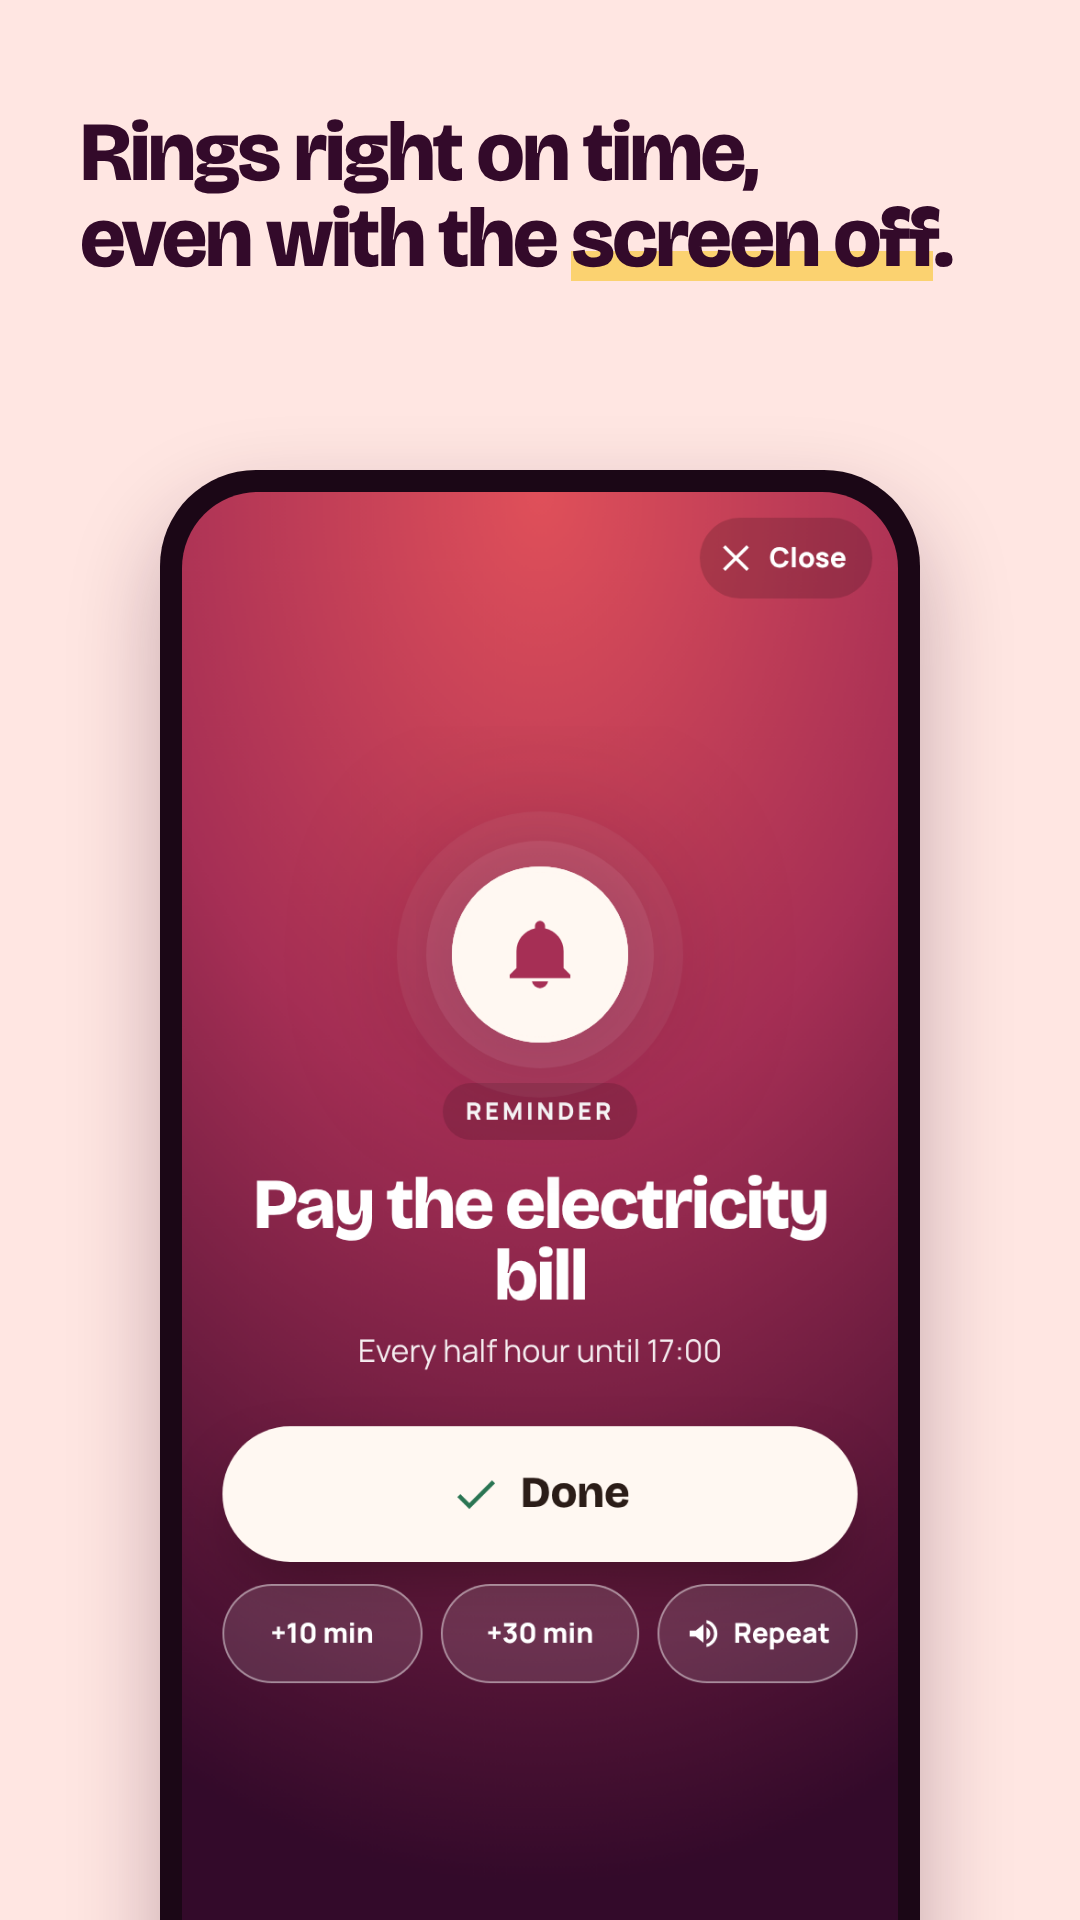 Rings right on time,
even with the screen off.
Close
REMINDER
Pay the electricity
bill
Every half hour until 17:00
Done
+10 min
+30 min
Repeat